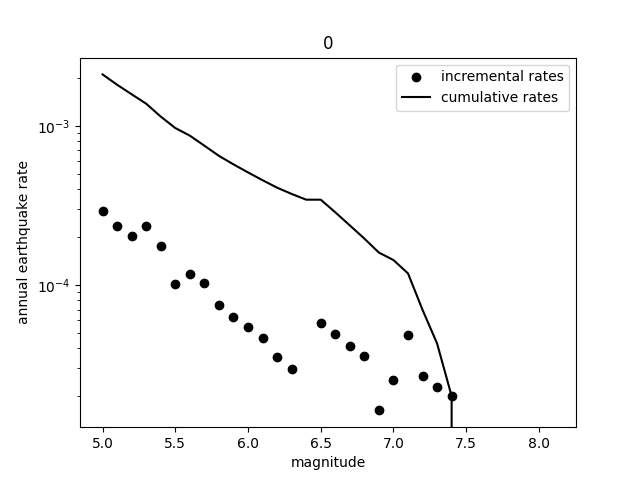 0
incremental rates
cumulative rates
annual earthquake rate
10⁻³
10⁻⁴
5.0 5.5 6.0 6.5 7.0 7.5 8.0
magnitude